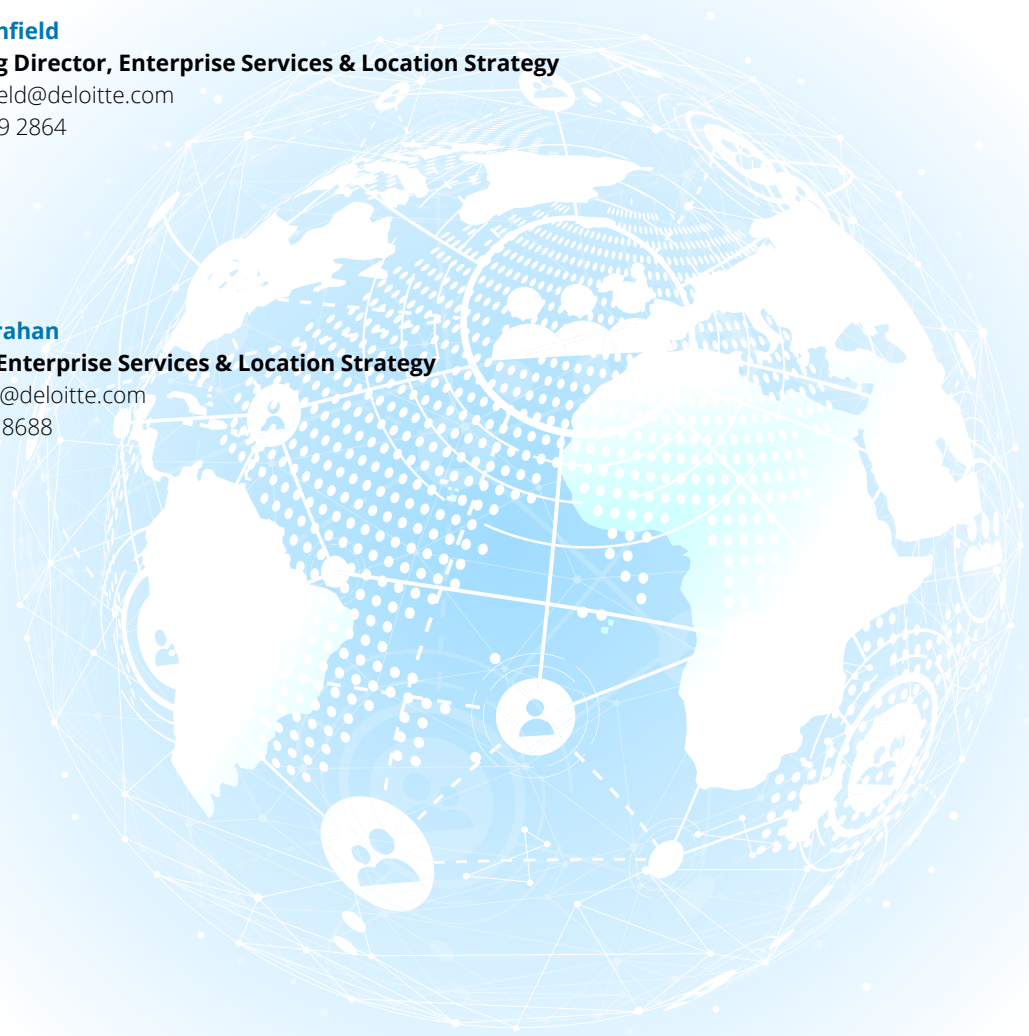 nfield
g Director, Enterprise Services & Location Strategy
eld@deloitte.com
9 2864
rahan
Enterprise Services & Location Strategy
@deloitte.com
8688